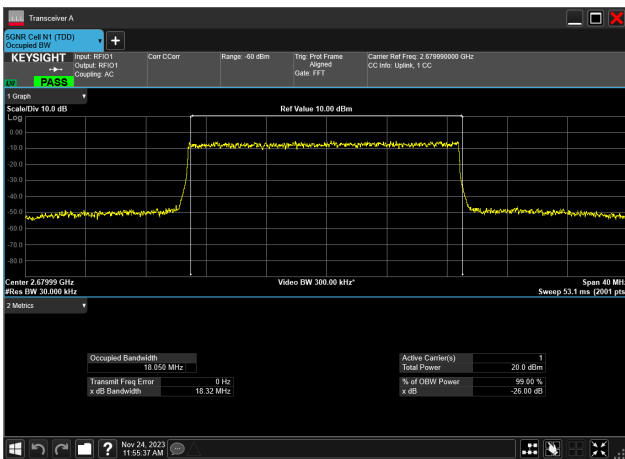 Transceiver A
5GNR Cell N1 (TDD)
Occupied BW
KEYSIGHT
PASS
Input: RFIO1
Output: RFIO1
Coupling: AC
Corr CCorr
Range: -60 dBm
Trig: Prot Frame
Aligned
Gate: FFT
Carrier Ref Freq: 2.679990000 GHz
CC Info: Uplink, 1 CC
1 Graph
Scale/Div 10.0 dB
Ref Value 10.00 dBm
Log
0.00
-10.0
-20.0
-30.0
-40.0
-50.0
-60.0
-70.0
-80.0
Center 2.67999 GHz
#Res BW 30.000 kHz
Video BW 300.00 kHz*
Span 40 MHz
Sweep 53.1 ms (2001 pts
2 Metrics
Occupied Bandwidth
18.050 MHz
Transmit Freq Error 0 Hz
x dB Bandwidth 18.32 MHz
Active Carrier(s) 1
Total Power 20.0 dBm
% of OBW Power 99.00 %
x dB -26.00 dB
?
Nov 24, 2023
11:55:37 AM